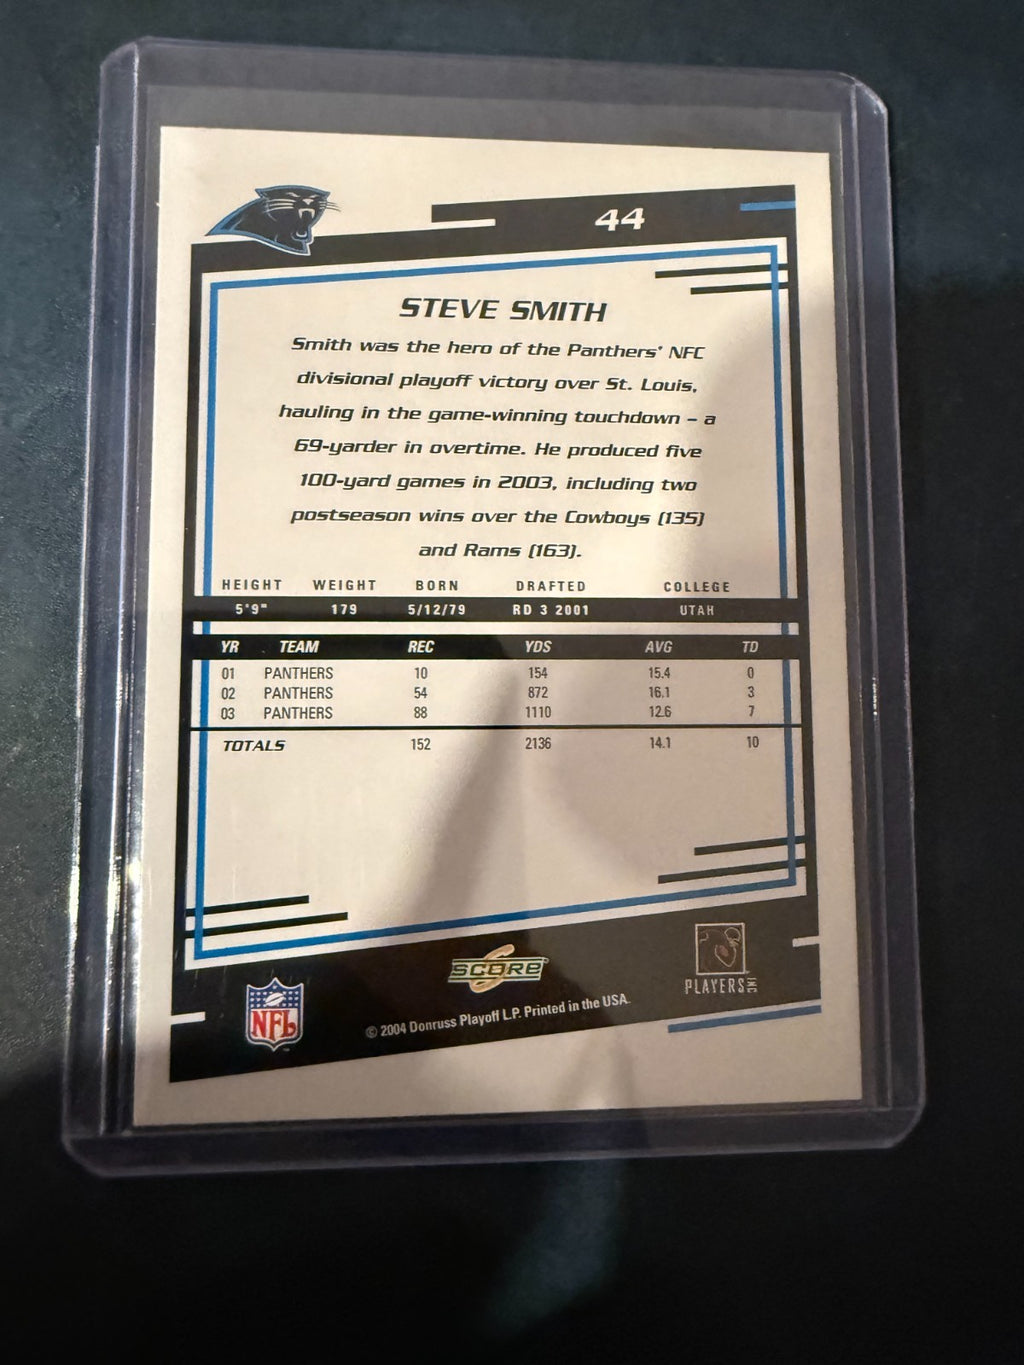 44
STEVE SMITH
Smith was the hero of the Panthers' NFC
divisional playoff victory over St. Louis,
hauling in the game-winning touchdown – a
69-yarder in overtime. He produced five
100-yard games in 2003, including two
postseason wins over the Cowboys (135)
and Rams (163).
HEIGHT WEIGHT BORN DRAFTED COLLEGE
5'9" 179 5/12/79 RD 3 2001 UTAH
YR TEAM REC YDS AVG TD
01 PANTHERS 10 154 15.4 0
02 PANTHERS 54 872 16.1 3
03 PANTHERS 88 1110 12.6 7
TOTALS 152 2136 14.1 10
SCORE
NFL
PLAYERS INC
© 2004 Donruss Playoff L.P. Printed in the USA.